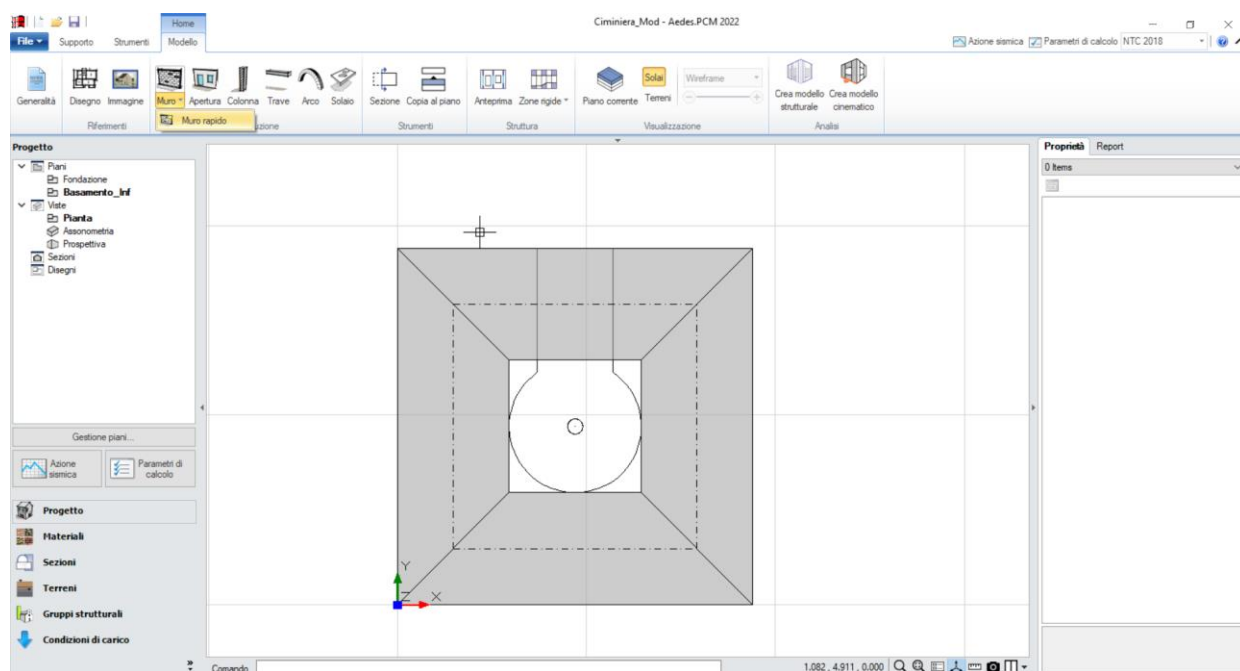 Ciminiera_Mod - Aedes.PCM 2022
Home
File Supporto Strumenti Modello
Azione sismica Parametri di calcolo NTC 2018
Generalità Disegno Immagine Muro Apertura Colonna Trave Arco Solaio Sezione Copia al piano Anteprima Zone rigide Piano corrente Solai Terreni Wireframe Crea modello strutturale Crea modello cinematico
Muro rapido
Riferimenti zione Strumenti Struttura Visualizzazione Analisi
Progetto
Piani
Fondazione
Basamento_Inf
Viste
Pianta
Assonometria
Prospettiva
Sezioni
Disegni
Gestione piani...
Azione sismica
Parametri di calcolo
Progetto
Materiali
Sezioni
Terreni
Gruppi strutturali
Condizioni di carico
Y
Z X
Comando
1.082 , 4.911 , 0.000
Proprietà Report
0 Items